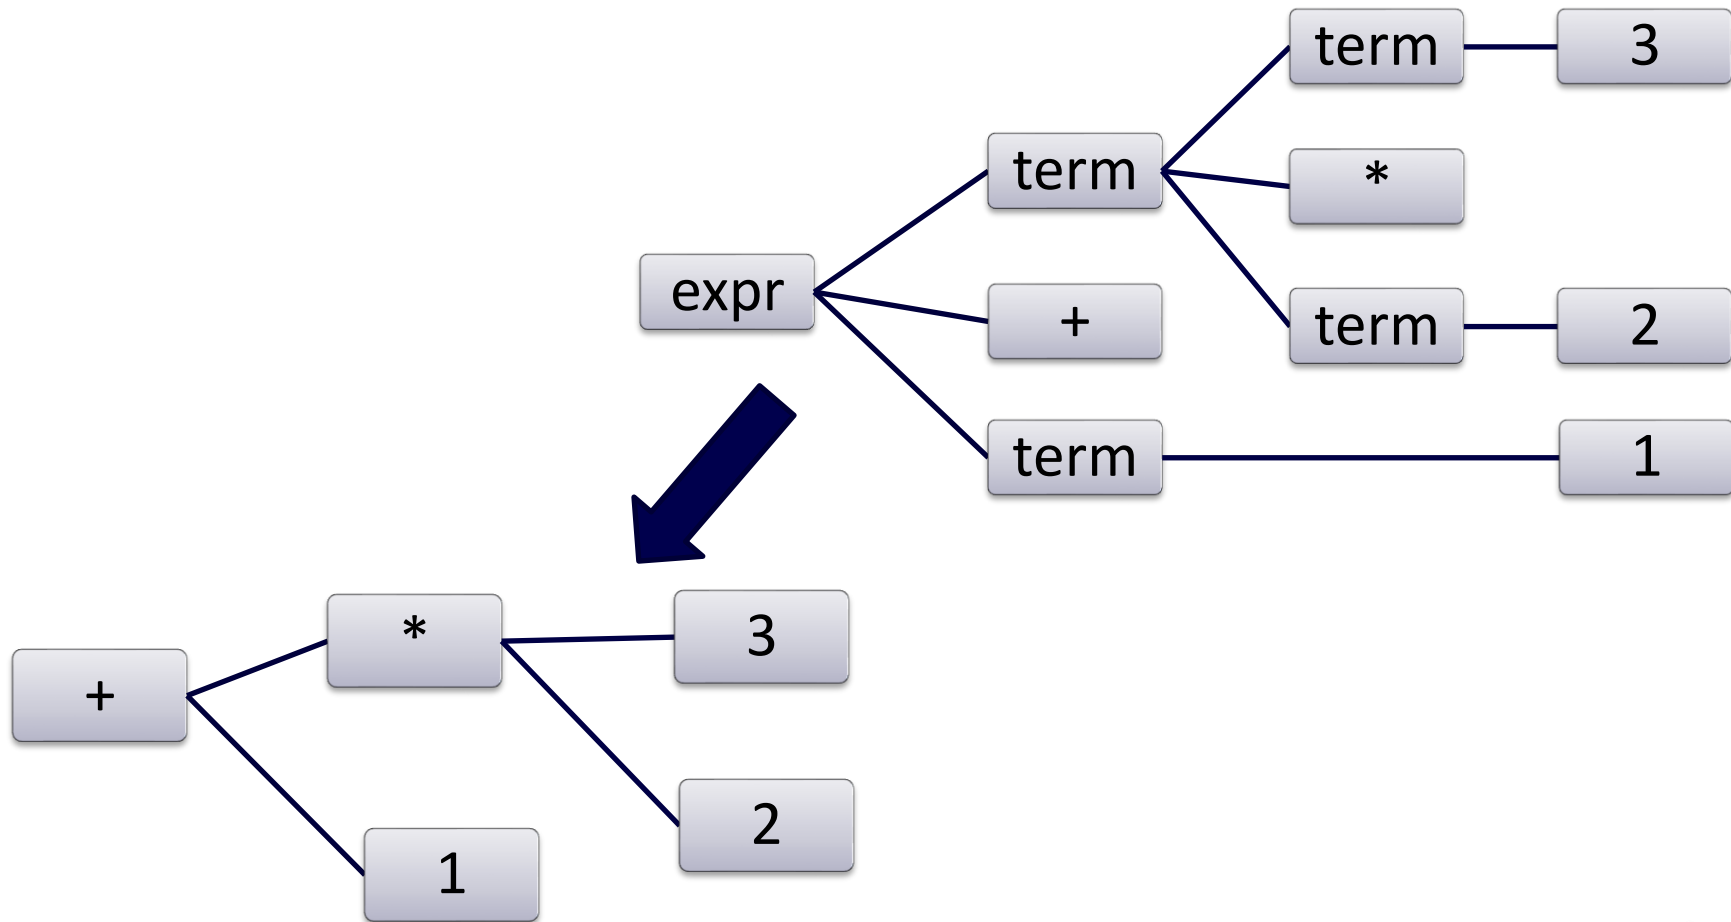 term 3
term *
expr +
term 2
term 1
* 3
+
2
1